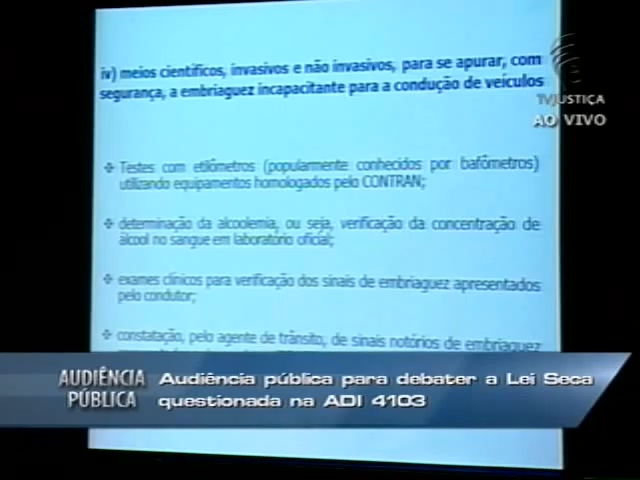 iv) meios científicos, invasivos e não invasivos, para se apurar, com
segurança, a embriaguez incapacitante para a condução de veículos
TVJUSTIÇA
AO VIVO
❖ Testes com etilômetros (popularmente conhecidos por bafômetros)
utilizando equipamentos homologados pelo CONTRAN;
❖ determinação da alcoolemia, ou seja, verificação da concentração de
álcool no sangue em laboratório oficial;
❖ exames clínicos para verificação dos sinais de embriaguez apresentados
pelo condutor;
❖ constatação, pelo agente de trânsito, de sinais notórios de embriaguez
AUDIÊNCIA
PÚBLICA
Audiência pública para debater a Lei Seca
questionada na ADI 4103